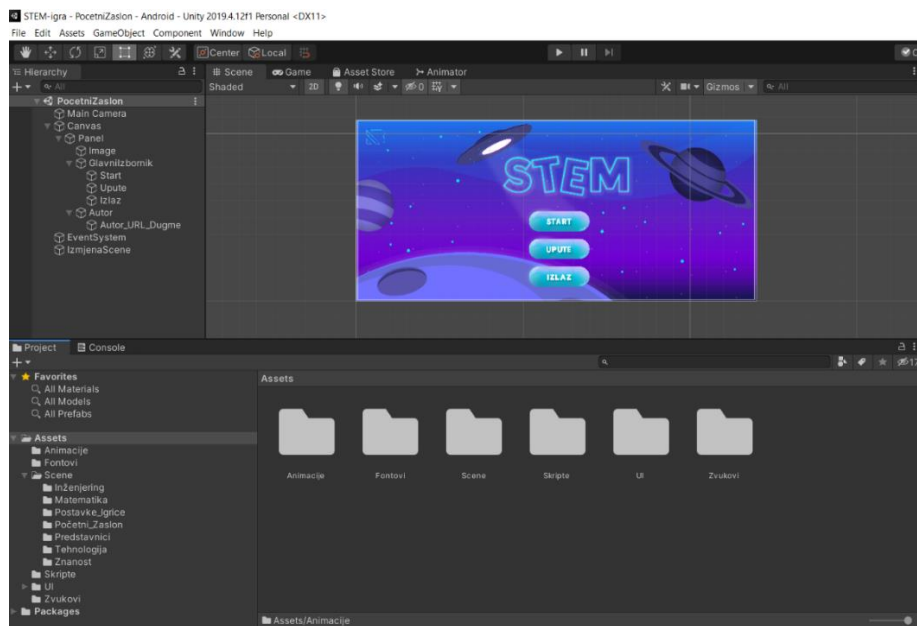 STEM-igra - PocetniZaslon - Android - Unity 2019.4.12f1 Personal <DX11>
File Edit Assets GameObject Component Window Help
Center Local
Hierarchy
Scene Game Asset Store Animator
All
Shaded 2D 0 Gizmos All
PocetniZaslon
Main Camera
Canvas
Panel
Image
GlavniIzbornik
Start
Upute
Izlaz
Autor
Autor_URL_Dugme
EventSystem
IzmjenaScene
STEM
START
UPUTE
IZLAZ
Project Console
17
Favorites
All Materials
All Models
All Prefabs
Assets
Animacije
Fontovi
Scene
Inženjering
Matematika
Postavke_Igrice
Početni_Zaslon
Predstavnici
Tehnologija
Znanost
Skripte
UI
Zvukovi
Packages
Assets
Animacije Fontovi Scene Skripte UI Zvukovi
Assets/Animacije